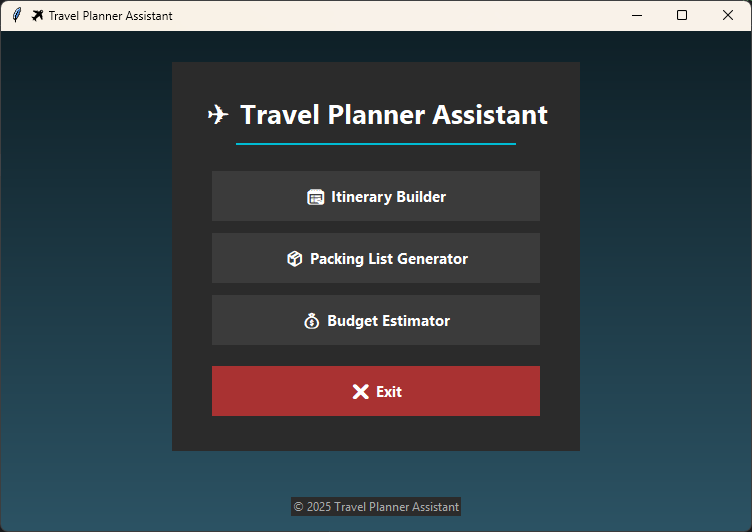 Travel Planner Assistant
Travel Planner Assistant
Itinerary Builder
Packing List Generator
Budget Estimator
Exit
© 2025 Travel Planner Assistant